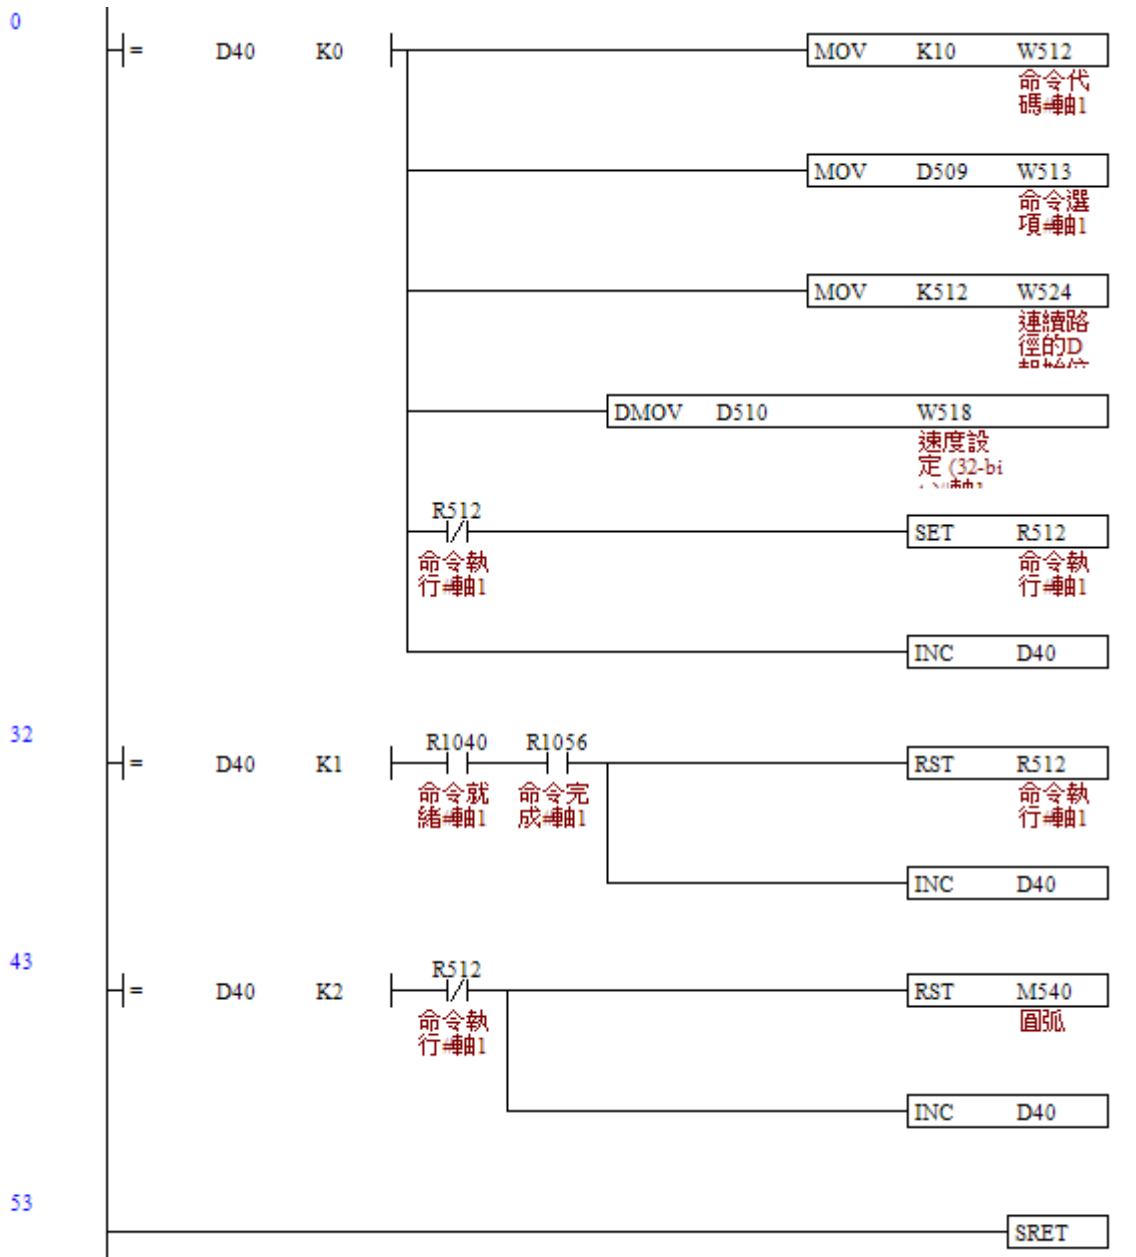 0
= D40 K0
MOV K10 W512
命令代
碼#軸1
MOV D509 W513
命令選
項#軸1
MOV K512 W524
連續路
徑的D
起始位
DMOV D510 W518
速度設
定 (32-bi
R512
命令執
行#軸1
SET R512
命令執
行#軸1
INC D40
32
= D40 K1
R1040 R1056
命令就
緒#軸1
命令完
成#軸1
RST R512
命令執
行#軸1
INC D40
43
= D40 K2
R512
命令執
行#軸1
RST M540
圓弧
INC D40
53
SRET